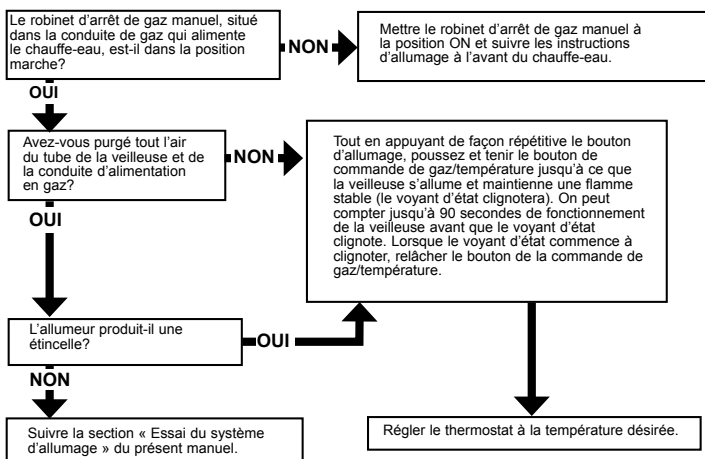 Le robinet d'arrêt de gaz manuel, situé
dans la conduite de gaz qui alimente
le chauffe-eau, est-il dans la position
marche?
NON
Mettre le robinet d'arrêt de gaz manuel à
la position ON et suivre les instructions
d'allumage à l'avant du chauffe-eau.
OUI
Avez-vous purgé tout l'air
du tube de la veilleuse et de
la conduite d'alimentation
en gaz?
NON
Tout en appuyant de façon répétitive le bouton
d'allumage, poussez et tenir le bouton de
commande de gaz/température jusqu'à ce que
la veilleuse s'allume et maintienne une flamme
stable (le voyant d'état clignotera). On peut
compter jusqu'à 90 secondes de fonctionnement
de la veilleuse avant que le voyant d'état
clignote. Lorsque le voyant d'état commence à
clignoter, relâcher le bouton de la commande de
gaz/température.
OUI
L'allumeur produit-il une
étincelle?
OUI
NON
Suivre la section « Essai du système
d'allumage » du présent manuel.
Régler le thermostat à la température désirée.